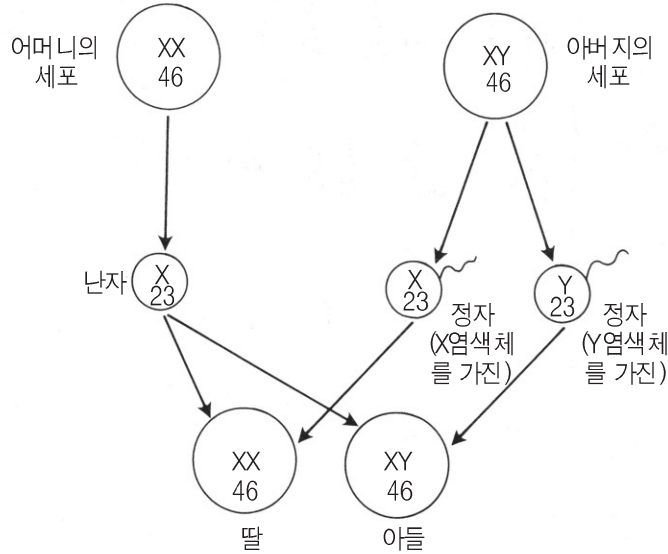 어머니의
세포
XX
46
XY
46
아버지의
세포
난자
X
23
X
23
정자
(X염색체
를 가진)
Y
23
정자
(Y염색체
를 가진)
XX
46
딸
XY
46
아들